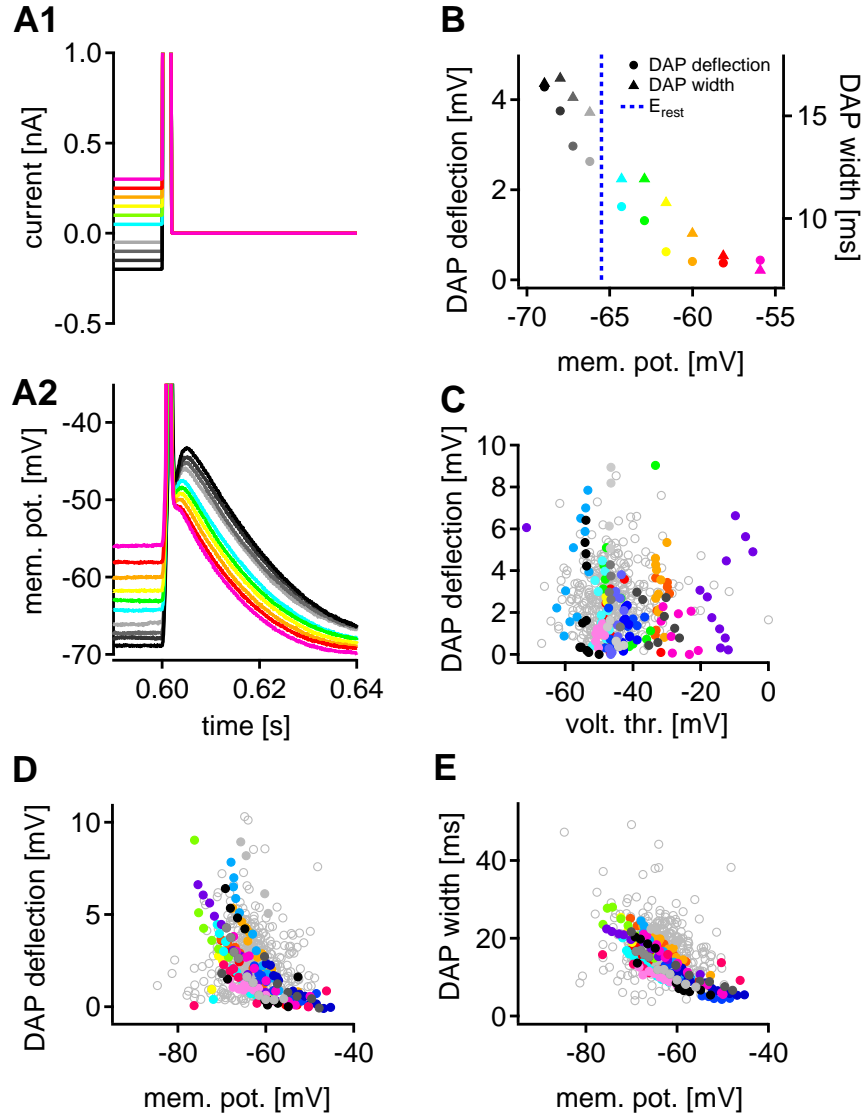 A1
1.0
0.5
0.0
-0.5
current [nA]
A2
-40
-50
-60
-70
mem. pot. [mV]
0.60
0.62
0.64
time [s]
B
4
2
0
DAP deflection [mV]
DAP deflection
DAP width
E_rest
15
10
DAP width [ms]
-70
-65
-60
-55
mem. pot. [mV]
C
10
8
6
4
2
0
DAP deflection [mV]
-60
-40
-20
0
volt. thr. [mV]
D
10
5
0
DAP deflection [mV]
-80
-60
-40
mem. pot. [mV]
E
40
20
0
DAP width [ms]
-80
-60
-40
mem. pot. [mV]